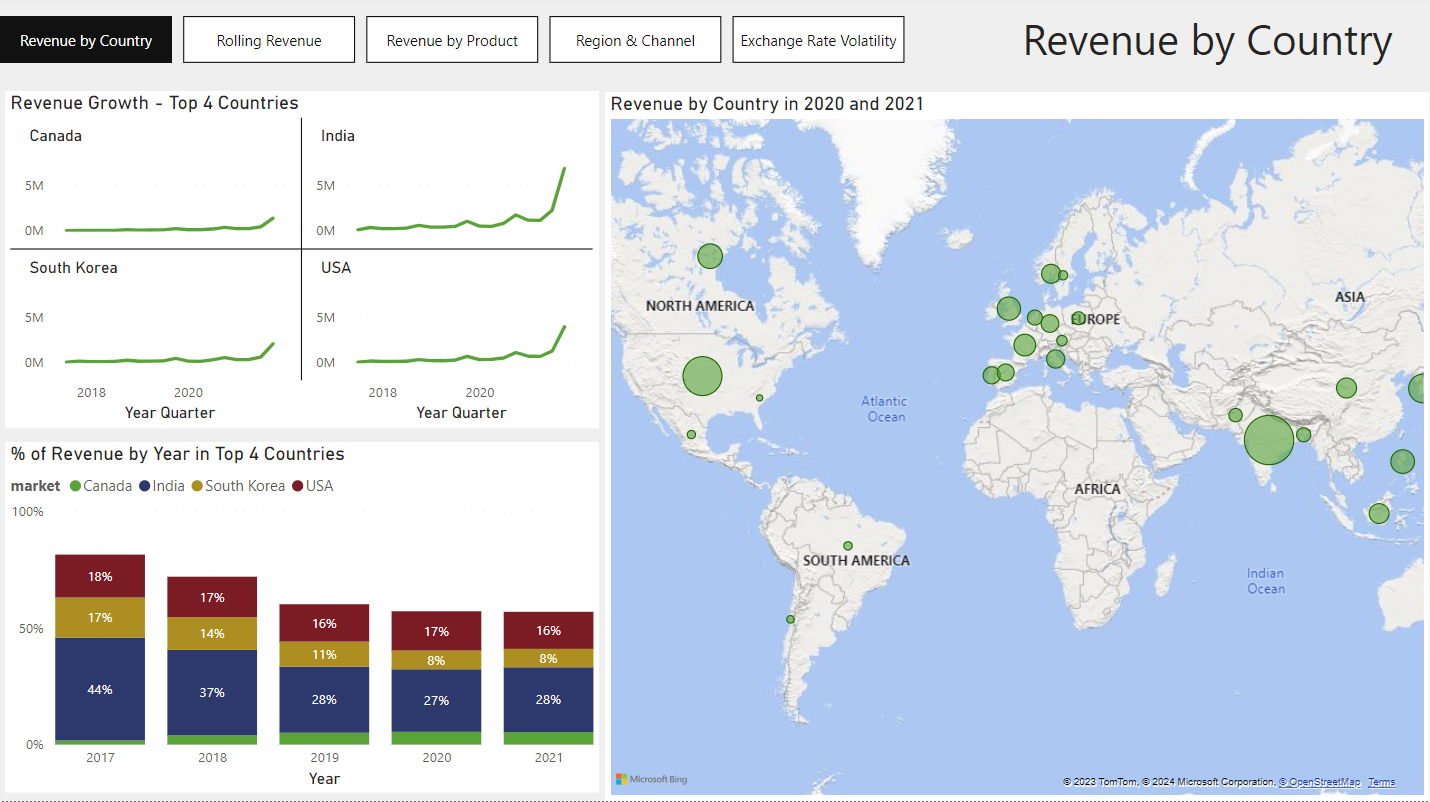 Revenue by Country
Rolling Revenue
Revenue by Product
Region & Channel
Exchange Rate Volatility
Revenue by Country
Revenue Growth - Top 4 Countries
Canada
5M
0M
India
5M
0M
South Korea
5M
0M
2018 2020
Year Quarter
USA
5M
0M
2018 2020
Year Quarter
% of Revenue by Year in Top 4 Countries
market Canada India South Korea USA
100%
50%
0%
18%
17%
44%
17%
14%
37%
16%
11%
28%
17%
8%
27%
16%
8%
28%
2017 2018 2019 2020 2021
Year
Revenue by Country in 2020 and 2021
NORTH AMERICA
EUROPE
ASIA
Atlantic
Ocean
AFRICA
SOUTH AMERICA
Indian
Ocean
Microsoft Bing
© 2023 TomTom, © 2024 Microsoft Corporation, © OpenStreetMap Terms